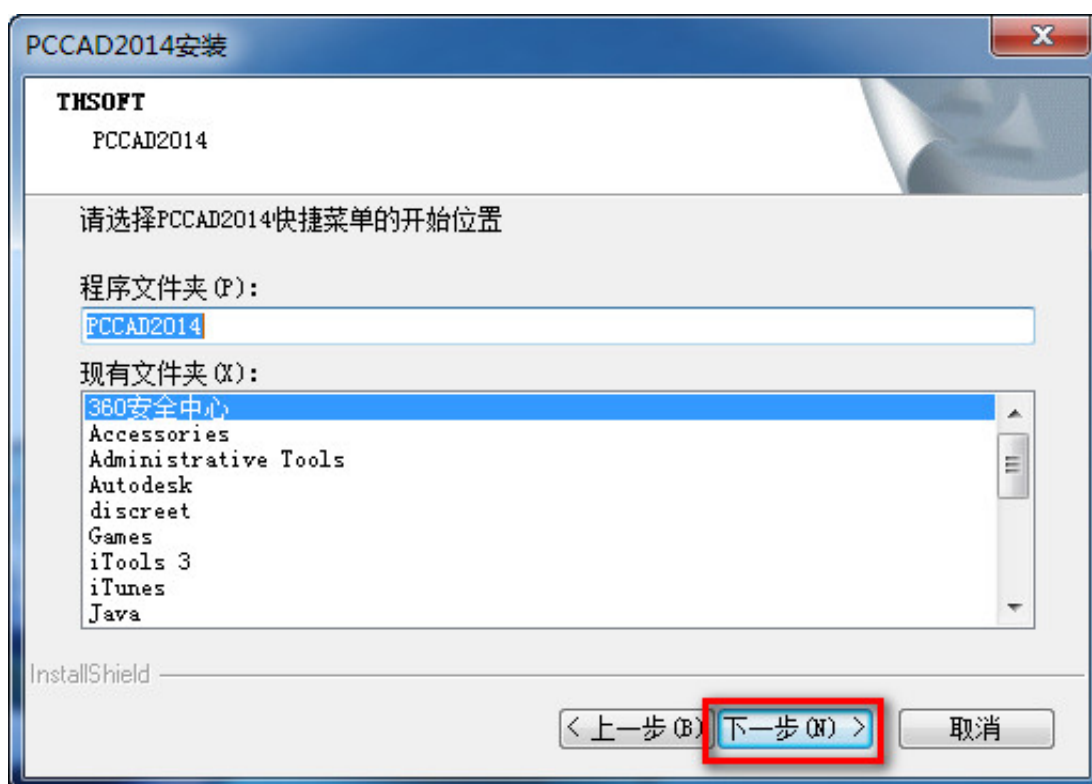 PCCAD2014安装
THSOFT
PCCAD2014
请选择PCCAD2014快捷菜单的开始位置
程序文件夹(P):
PCCAD2014
现有文件夹(X):
360安全中心
Accessories
Administrative Tools
Autodesk
discreet
Games
iTools 3
iTunes
Java
InstallShield
< 上一步(B) 下一步(N) > 取消